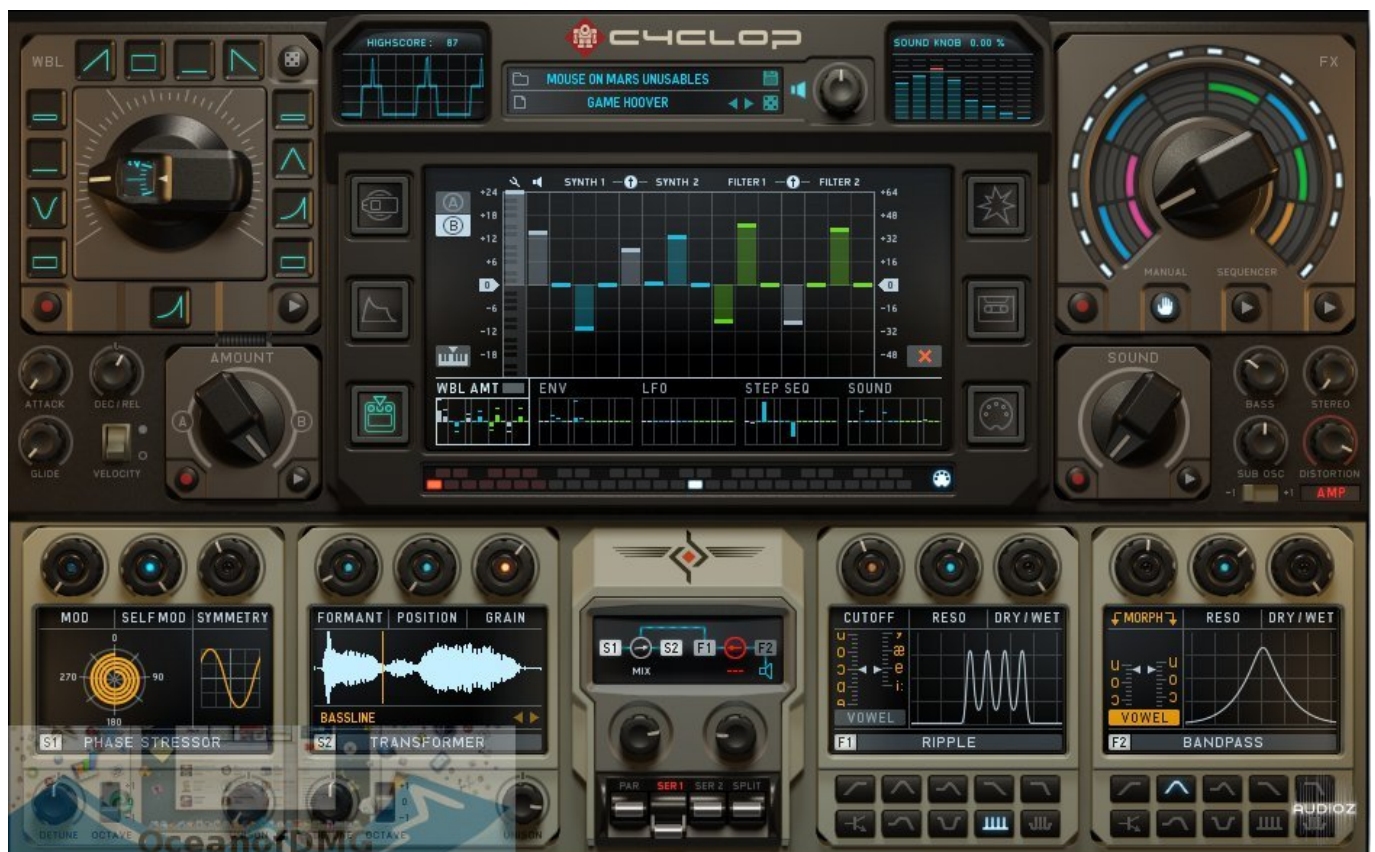 WBL
HIGHSCORE: 87
CYCLOP
SOUND KNOB 0.00 %
FX
MOUSE ON MARS UNUSABLES
GAME HOOVER
SYNTH 1 SYNTH 2 FILTER 1 FILTER 2
A
B
+24 +64
+18 +48
+12 +32
+6 +16
0 0
-6 -16
-12 -32
-18 -48
MANUAL SEQUENCER
AMOUNT
SOUND
A B
ATTACK DEC/REL
GLIDE VELOCITY
WBL AMT ENV LFO STEP SEQ SOUND
BASS STEREO
SUB OSC DISTORTION
-1 +1 AMP
MOD SELFMOD SYMMETRY
0
270 90
180
S1 PHASE STRESSOR
FORMANT POSITION GRAIN
BASSLINE
S2 TRANSFORMER
S1 S2 F1 F2
MIX ---
PAR SER 1 SER 2 SPLIT
CUTOFF RESO DRY/WET
VOWEL
F1 RIPPLE
MORPH RESO DRY/WET
VOWEL
F2 BANDPASS
DETUNE OCTAVE
OCTAVE
UNISON
OceanofDMG
AUDIOZ